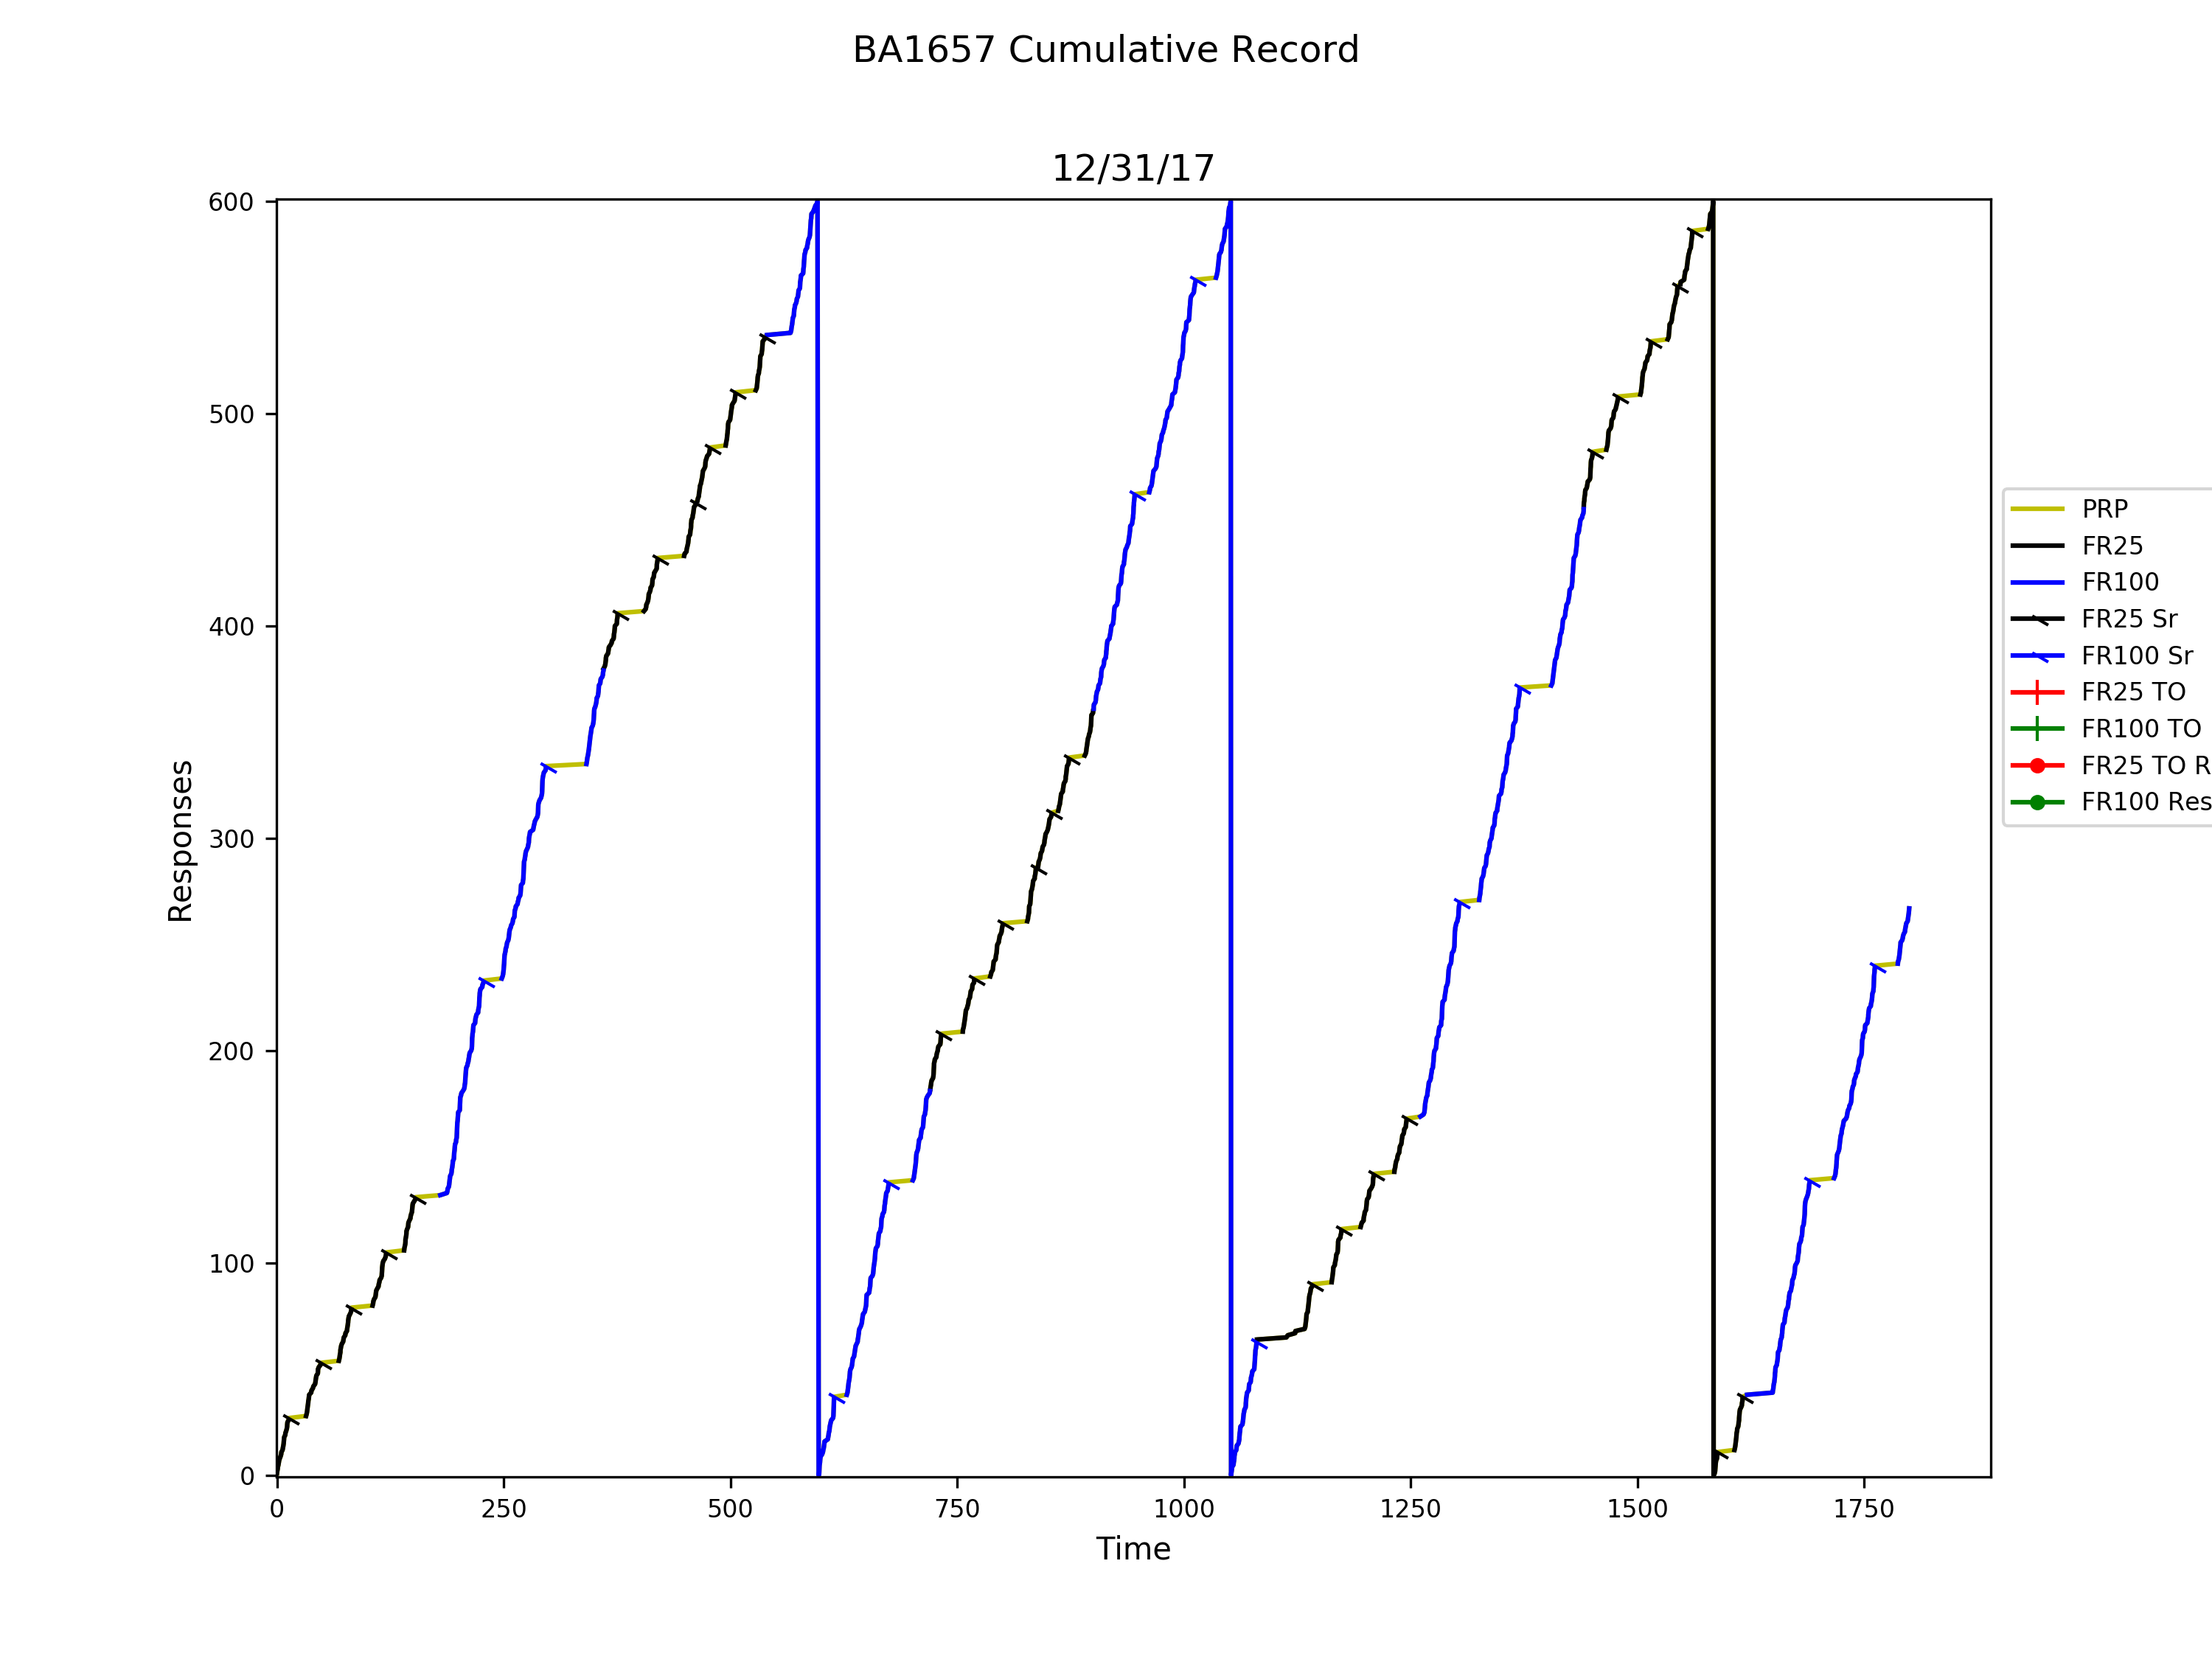 BA1657 Cumulative Record
12/31/17
600
500
400
300
200
100
0
Responses
0 250 500 750 1000 1250 1500 1750
Time
PRP
FR25
FR100
FR25 Sr
FR100 Sr
FR25 TO
FR100 TO
FR25 TO R
FR100 Res